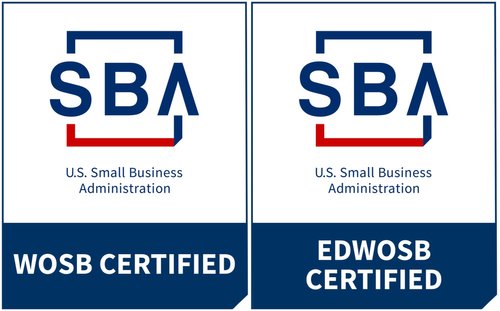 SBA
U.S. Small Business
Administration
WOSB CERTIFIED
SBA
U.S. Small Business
Administration
EDWOSB
CERTIFIED